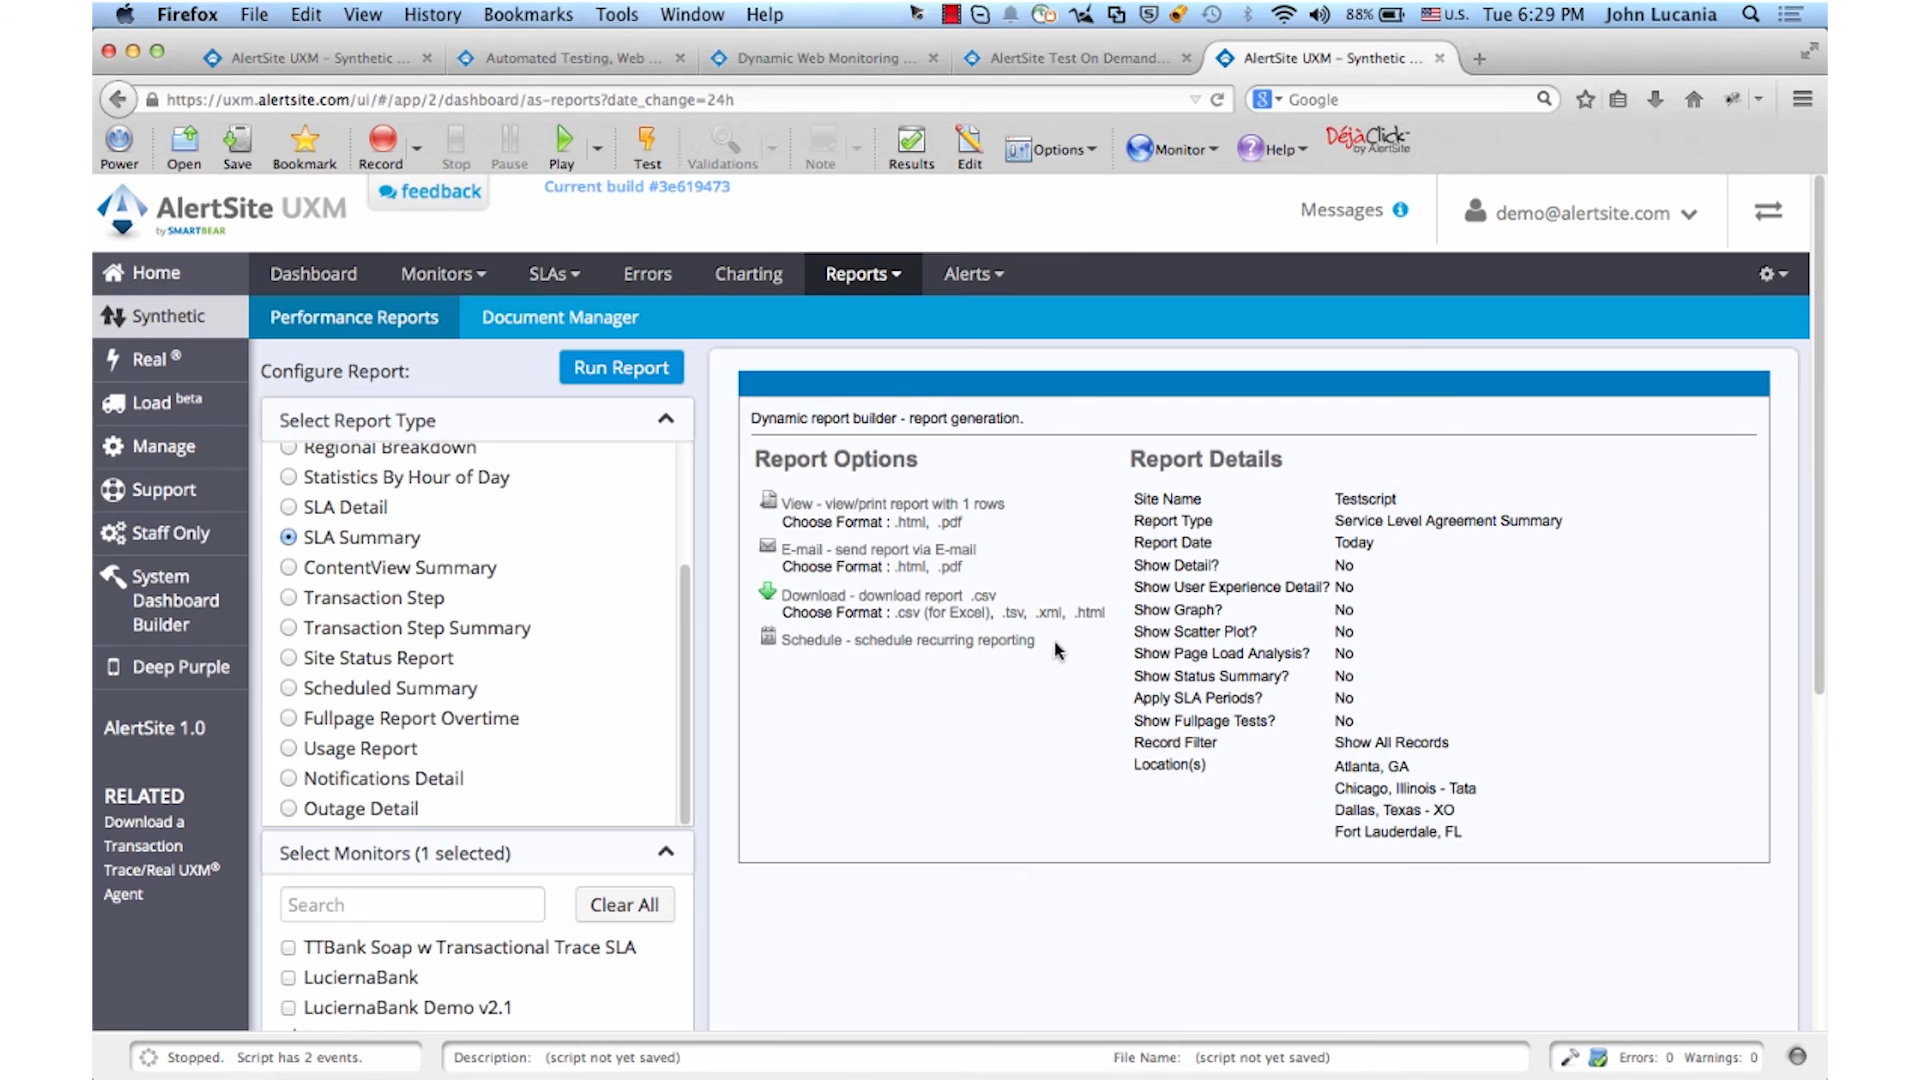 Firefox File Edit View History Bookmarks Tools Window Help 88% U.S. Tue 6:29 PM John Lucania
AlertSite UXM – Synthetic ... Automated Testing, Web ... Dynamic Web Monitoring ... AlertSite Test On Demand... AlertSite UXM – Synthetic ...
https://uxm.alertsite.com/ui/#/app/2/dashboard/as-reports?date_change=24h Google
Power Open Save Bookmark Record Stop Pause Play Test Validations Note Results Edit Options Monitor Help DéjàClick
by AlertSite
AlertSite UXM
by SMARTBEAR
feedback
Current build #3e619473
Messages
demo@alertsite.com
Home
Synthetic
Real ®
Load beta
Manage
Support
Staff Only
System
Dashboard
Builder
Deep Purple
AlertSite 1.0
RELATED
Download a
Transaction
Trace/Real UXM®
Agent
Dashboard Monitors SLAs Errors Charting Reports Alerts
Performance Reports Document Manager
Configure Report:
Run Report
Select Report Type
Regional Breakdown
Statistics By Hour of Day
SLA Detail
SLA Summary
ContentView Summary
Transaction Step
Transaction Step Summary
Site Status Report
Scheduled Summary
Fullpage Report Overtime
Usage Report
Notifications Detail
Outage Detail
Select Monitors (1 selected)
Search
Clear All
TTBank Soap w Transactional Trace SLA
LuciernaBank
LuciernaBank Demo v2.1
Dynamic report builder - report generation.
Report Options
View - view/print report with 1 rows
Choose Format : .html, .pdf
E-mail - send report via E-mail
Choose Format : .html, .pdf
Download - download report .csv
Choose Format : .csv (for Excel), .tsv, .xml, .html
Schedule - schedule recurring reporting
Report Details
Site Name Testscript
Report Type Service Level Agreement Summary
Report Date Today
Show Detail? No
Show User Experience Detail? No
Show Graph? No
Show Scatter Plot? No
Show Page Load Analysis? No
Show Status Summary? No
Apply SLA Periods? No
Show Fullpage Tests? No
Record Filter Show All Records
Location(s) Atlanta, GA
Chicago, Illinois - Tata
Dallas, Texas - XO
Fort Lauderdale, FL
Stopped. Script has 2 events. Description: (script not yet saved) File Name: (script not yet saved) Errors: 0 Warnings: 0